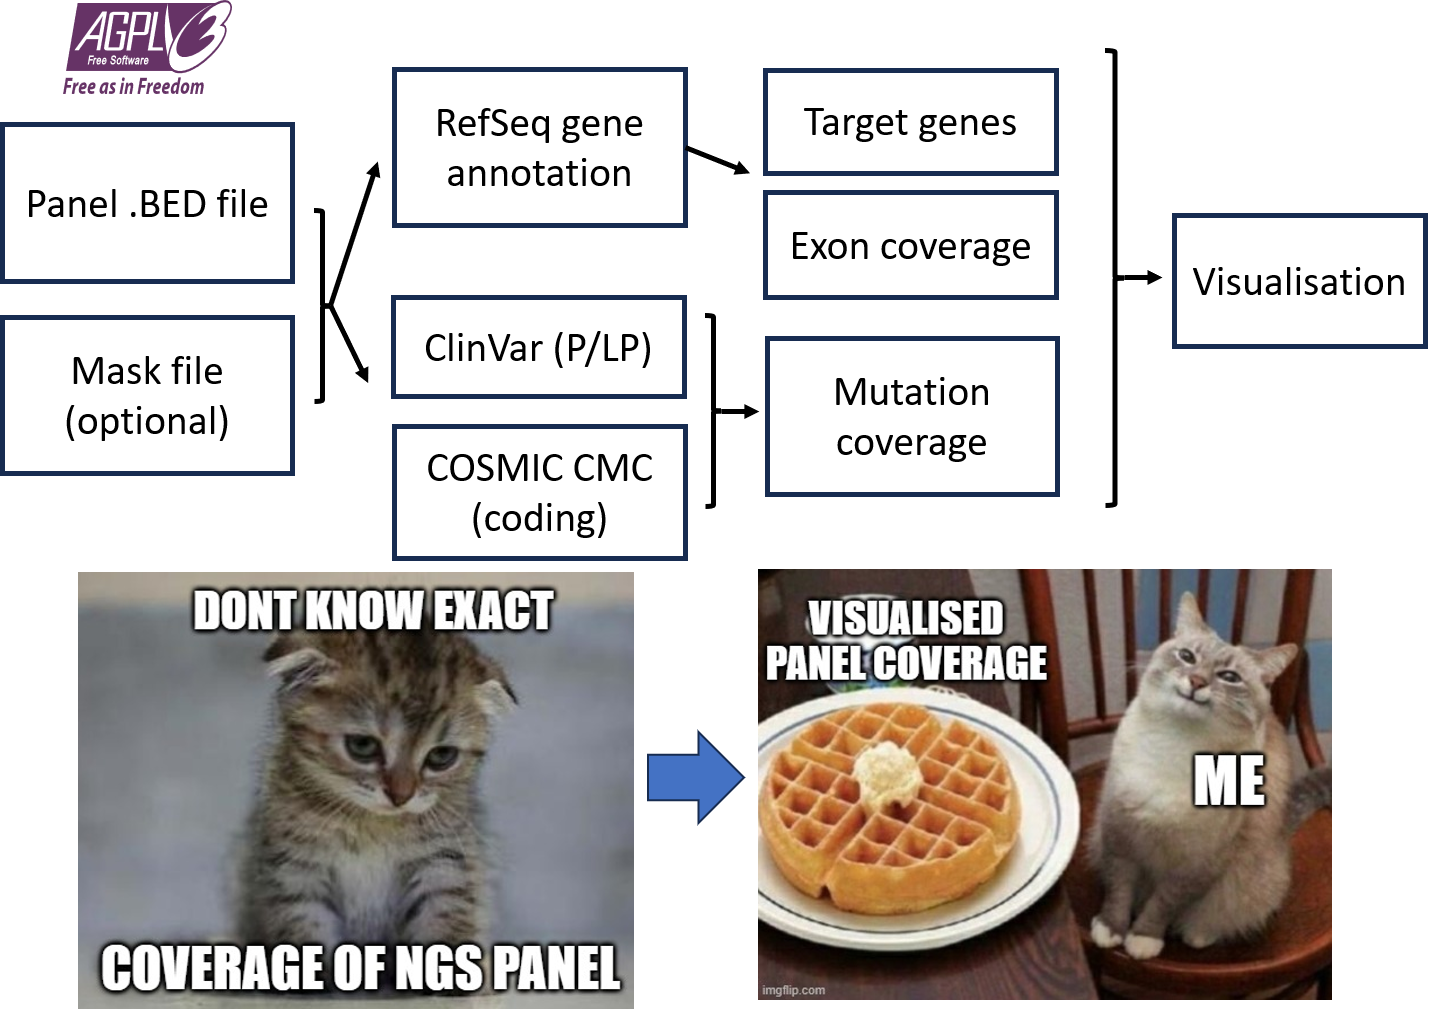 AGPLv3
Free Software
Free as in Freedom
Panel .BED file
Mask file
(optional)
RefSeq gene
annotation
ClinVar (P/LP)
COSMIC CMC
(coding)
Target genes
Exon coverage
Mutation
coverage
Visualisation
DONT KNOW EXACT
COVERAGE OF NGS PANEL
VISUALISED
PANEL COVERAGE
ME
imgflip.com